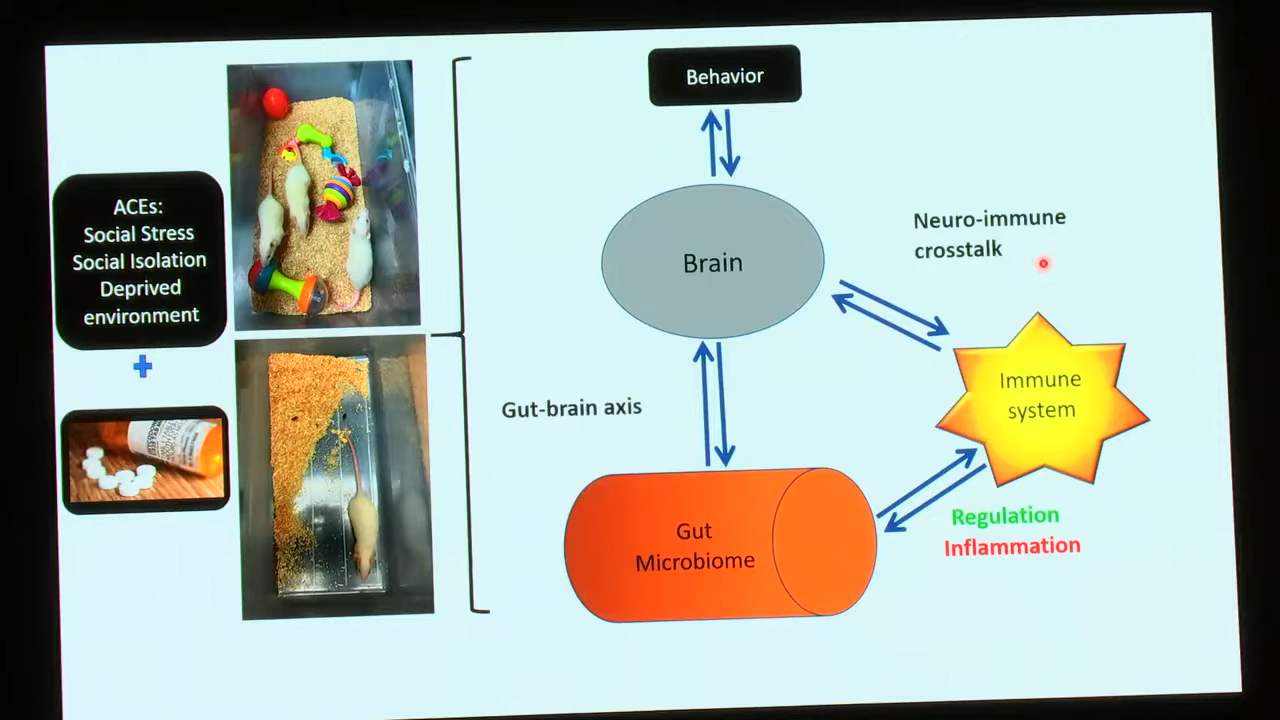 Behavior
ACEs:
Social Stress
Social Isolation
Deprived
environment
Brain
Neuro-immune
crosstalk
Immune
system
Gut-brain axis
Gut
Microbiome
Regulation
Inflammation